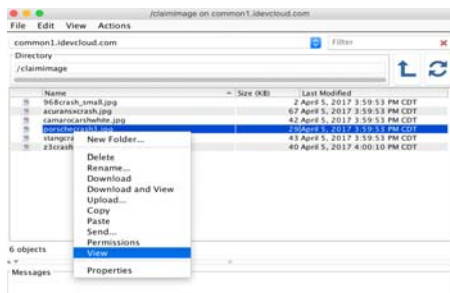 /claimimage on common1.idevcloud.com
File Edit View Actions
common1.idevcloud.com Filter
Directory
/claimimage
Name Size (KB) Last Modified
968crash_small.jpg 2 April 5, 2017 3:59:53 PM CDT
acuransxcrash.jpg 67 April 5, 2017 3:59:53 PM CDT
camarocarshwhite.jpg 42 April 5, 2017 3:59:53 PM CDT
porschecrash3.jpg 29 April 5, 2017 3:59:53 PM CDT
stangcra 43 April 5, 2017 3:59:53 PM CDT
z3crash 40 April 5, 2017 4:00:10 PM CDT
New Folder...
Delete
Rename...
Download
Download and View
Upload...
Copy
Paste
Send...
Permissions
View
Properties
6 objects
Messages